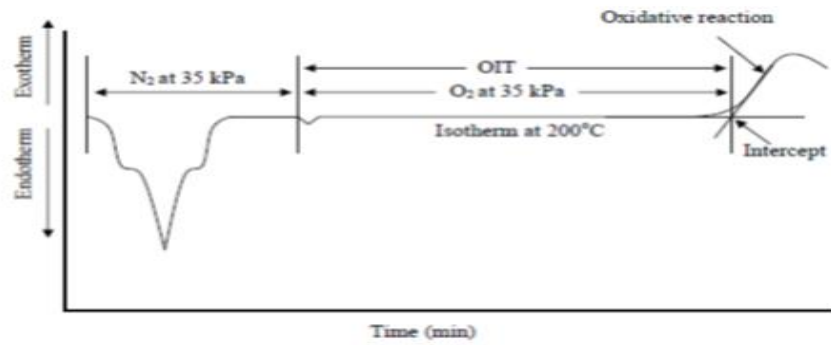 Oxidative reaction
Exotherm
N₂ at 35 kPa
OIT
O₂ at 35 kPa
Isotherm at 200°C
Intercept
Endotherm
Time (min)